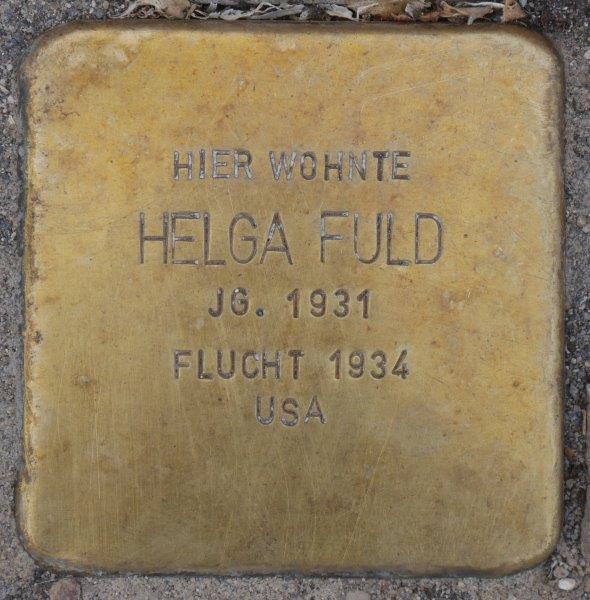 HIER WOHNTE
HELGA FULD
JG. 1931
FLUCHT 1934
USA